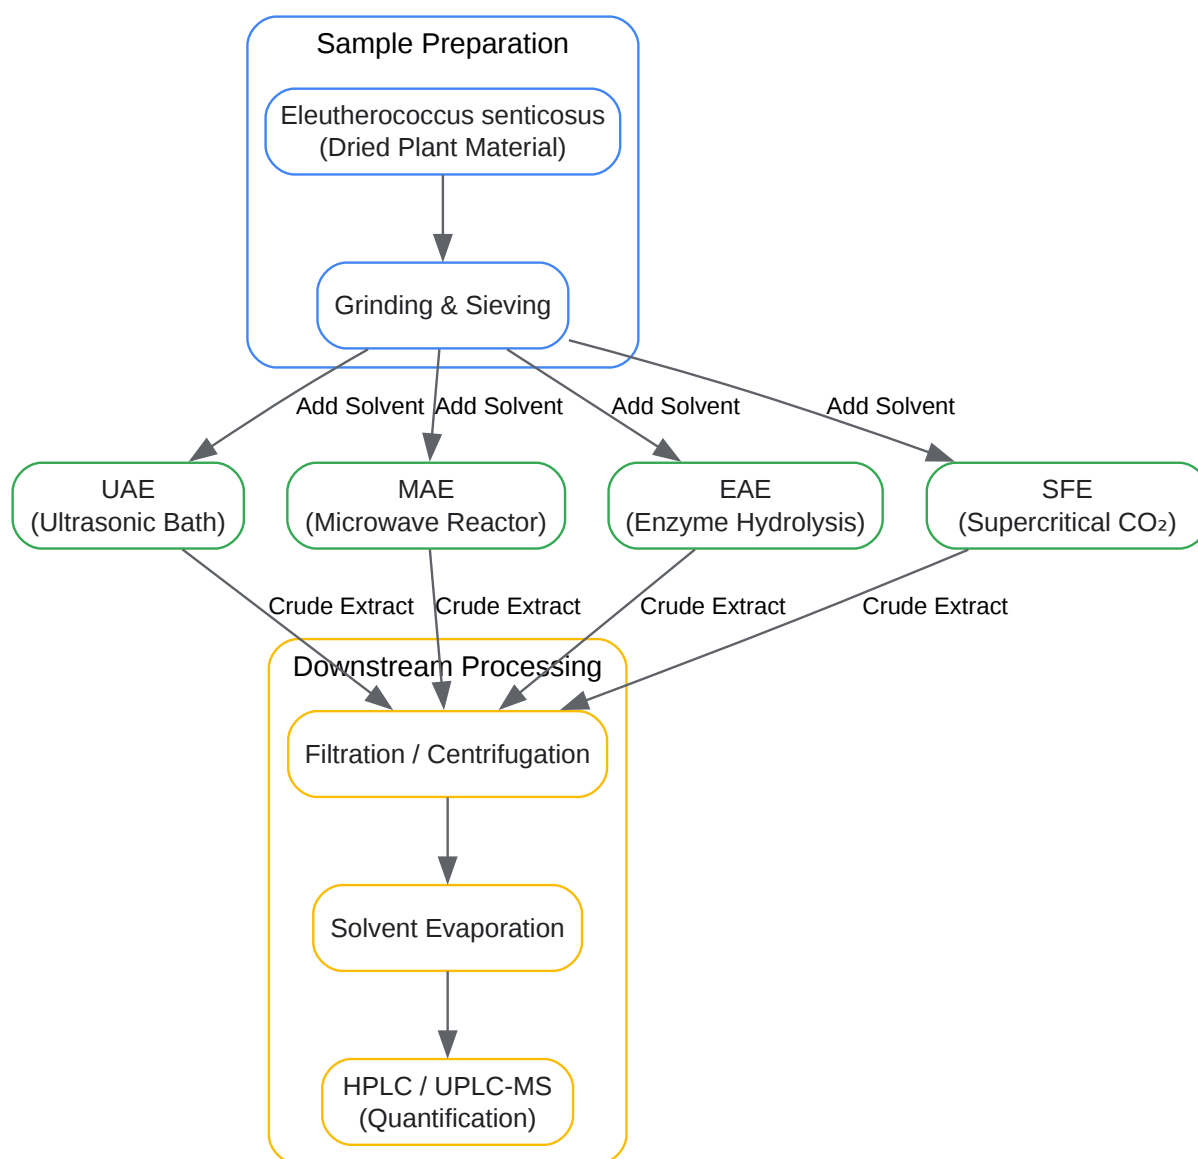 Sample Preparation
Eleutherococcus senticosus
(Dried Plant Material)
Grinding & Sieving
Add Solvent
Add Solvent
Add Solvent
Add Solvent
UAE
(Ultrasonic Bath)
MAE
(Microwave Reactor)
EAE
(Enzyme Hydrolysis)
SFE
(Supercritical CO₂)
Crude Extract
Crude Extract
Crude Extract
Crude Extract
Downstream Processing
Filtration / Centrifugation
Solvent Evaporation
HPLC / UPLC-MS
(Quantification)